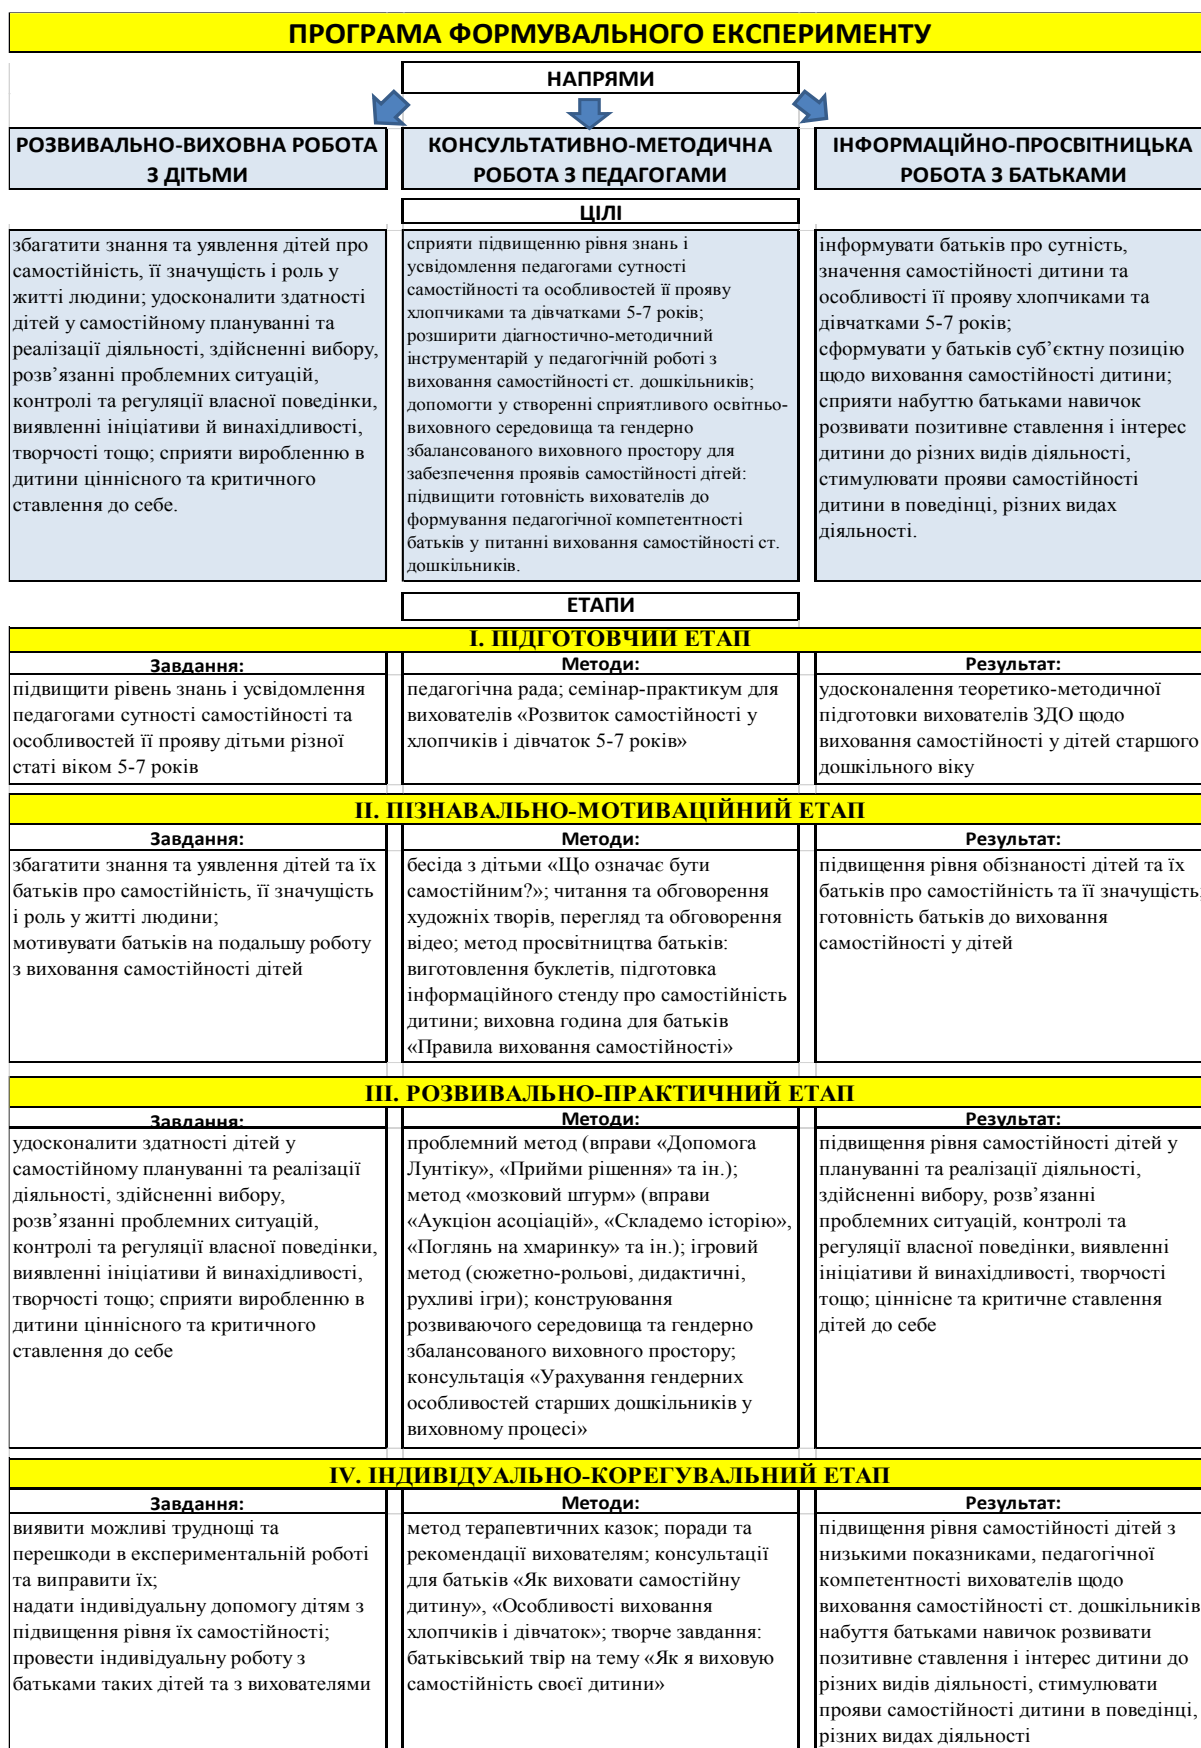 ПРОГРАМА ФОРМУВАЛЬНОГО ЕКСПЕРИМЕНТУ
НАПРЯМИ
РОЗВИВАЛЬНО-ВИХОВНА РОБОТА
З ДІТЬМИ
КОНСУЛЬТАТИВНО-МЕТОДИЧНА
РОБОТА З ПЕДАГОГАМИ
ІНФОРМАЦІЙНО-ПРОСВІТНИЦЬКА
РОБОТА З БАТЬКАМИ
ЦІЛІ
збагатити знання та уявлення дітей про
самостійність, її значущість і роль у
житті людини; удосконалити здатності
дітей у самостійному плануванні та
реалізації діяльності, здійсненні вибору,
розв’язанні проблемних ситуацій,
контролі та регуляції власної поведінки,
виявленні ініціативи й винахідливості,
творчості тощо; сприяти виробленню в
дитини ціннісного та критичного
ставлення до себе.
сприяти підвищенню рівня знань і
усвідомлення педагогами сутності
самостійності та особливостей її прояву
хлопчиками та дівчатками 5-7 років;
розширити діагностично-методичний
інструментарій у педагогічній роботі з
виховання самостійності ст. дошкільників;
допомогти у створенні сприятливого освітньо-
виховного середовища та гендерно
збалансованого виховного простору для
забезпечення проявів самостійності дітей:
підвищити готовність вихователів до
формування педагогічної компетентності
батьків у питанні виховання самостійності ст.
дошкільників.
інформувати батьків про сутність,
значення самостійності дитини та
особливості її прояву хлопчиками та
дівчатками 5-7 років;
сформувати у батьків суб’єктну позицію
щодо виховання самостійності дитини;
сприяти набуттю батьками навичок
розвивати позитивне ставлення і інтерес
дитини до різних видів діяльності,
стимулювати прояви самостійності
дитини в поведінці, різних видах
діяльності.
ЕТАПИ
І. ПІДГОТОВЧИЙ ЕТАП
Завдання:
підвищити рівень знань і усвідомлення
педагогами сутності самостійності та
особливостей її прояву дітьми різної
статі віком 5-7 років
Методи:
педагогічна рада; семінар-практикум для
вихователів «Розвиток самостійності у
хлопчиків і дівчаток 5-7 років»
Результат:
удосконалення теоретико-методичної
підготовки вихователів ЗДО щодо
виховання самостійності у дітей старшого
дошкільного віку
ІІ. ПІЗНАВАЛЬНО-МОТИВАЦІЙНИЙ ЕТАП
Завдання:
збагатити знання та уявлення дітей та їх
батьків про самостійність, її значущість
і роль у житті людини;
мотивувати батьків на подальшу роботу
з виховання самостійності дітей
Методи:
бесіда з дітьми «Що означає бути
самостійним?»; читання та обговорення
художніх творів, перегляд та обговорення
відео; метод просвітництва батьків:
виготовлення буклетів, підготовка
інформаційного стенду про самостійність
дитини; виховна година для батьків
«Правила виховання самостійності»
Результат:
підвищення рівня обізнаності дітей та їх
батьків про самостійність та її значущість,
готовність батьків до виховання
самостійності у дітей
ІІІ. РОЗВИВАЛЬНО-ПРАКТИЧНИЙ ЕТАП
Завдання:
удосконалити здатності дітей у
самостійному плануванні та реалізації
діяльності, здійсненні вибору,
розв’язанні проблемних ситуацій,
контролі та регуляції власної поведінки,
виявленні ініціативи й винахідливості,
творчості тощо; сприяти виробленню в
дитини ціннісного та критичного
ставлення до себе
Методи:
проблемний метод (вправи «Допомога
Лунтіку», «Прийми рішення» та ін.);
метод «мозковий штурм» (вправи
«Аукціон асоціацій», «Складемо історію»,
«Поглянь на хмаринку» та ін.); ігровий
метод (сюжетно-рольові, дидактичні,
рухливі ігри); конструювання
розвиваючого середовища та гендерно
збалансованого виховного простору;
консультація «Урахування гендерних
особливостей старших дошкільників у
виховному процесі»
Результат:
підвищення рівня самостійності дітей у
плануванні та реалізації діяльності,
здійсненні вибору, розв’язанні
проблемних ситуацій, контролі та
регуляції власної поведінки, виявленні
ініціативи й винахідливості, творчості
тощо; ціннісне та критичне ставлення
дітей до себе
IV. ІНДИВІДУАЛЬНО-КОРЕГУВАЛЬНИЙ ЕТАП
Завдання:
виявити можливі труднощі та
перешкоди в експериментальній роботі
та виправити їх;
надати індивідуальну допомогу дітям з
підвищення рівня їх самостійності;
провести індивідуальну роботу з
батьками таких дітей та з вихователями
Методи:
метод терапевтичних казок; поради та
рекомендації вихователям; консультації
для батьків «Як виховати самостійну
дитину», «Особливості виховання
хлопчиків і дівчаток»; творче завдання:
батьківський твір на тему «Як я виховую
самостійність своєї дитини»
Результат:
підвищення рівня самостійності дітей з
низькими показниками, педагогічної
компетентності вихователів щодо
виховання самостійності ст. дошкільників
набуття батьками навичок розвивати
позитивне ставлення і інтерес дитини до
різних видів діяльності, стимулювати
прояви самостійності дитини в поведінці,
різних видах діяльності